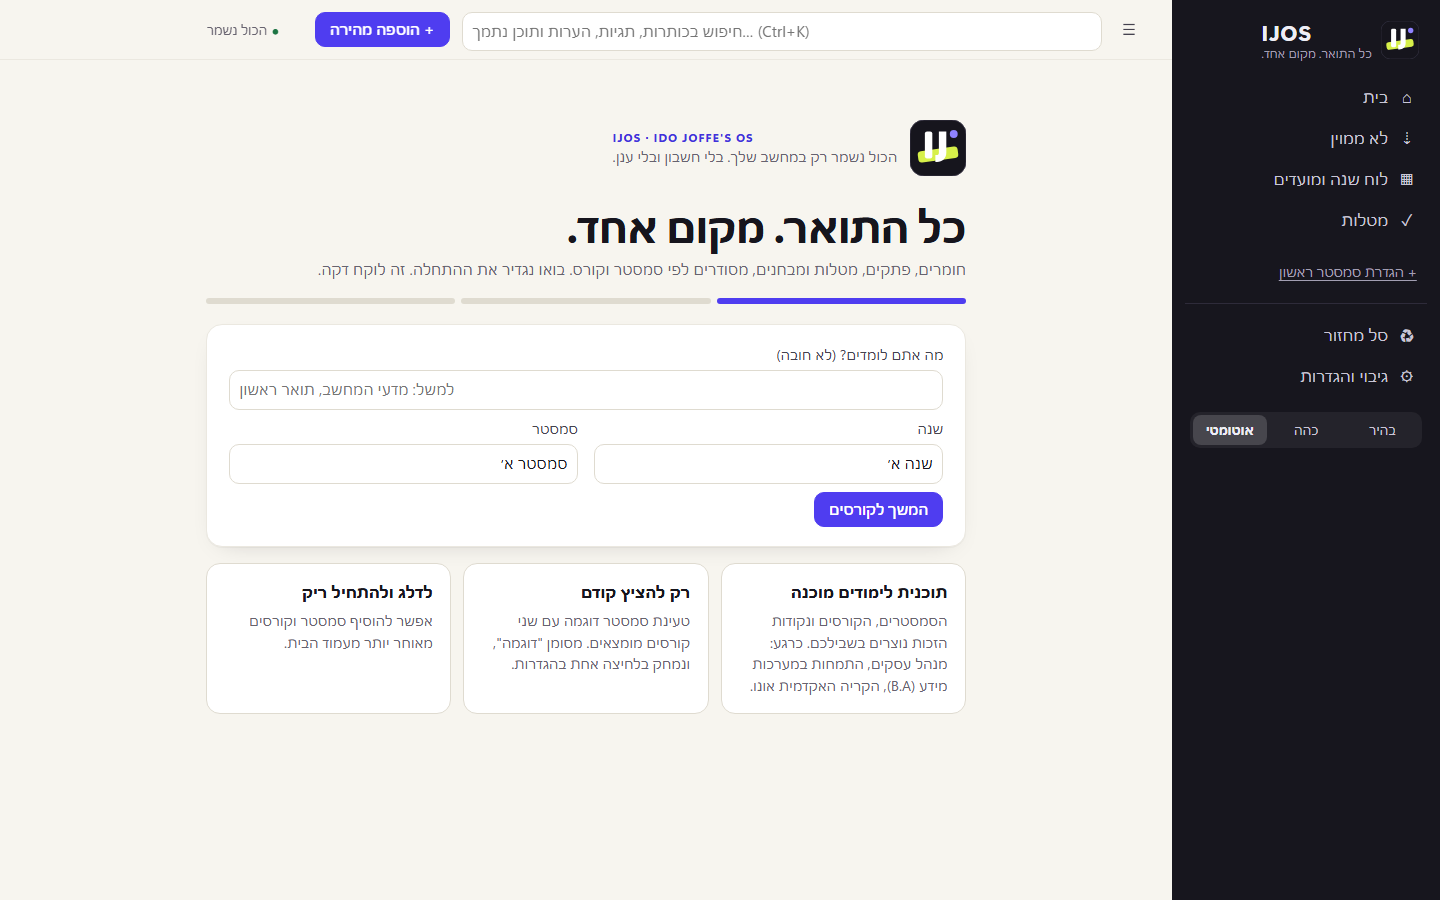 IJOS
כל התואר. מקום אחד.
בית
לא ממוין
לוח שנה ומועדים
מטלות
+ הגדרת סמסטר ראשון
סל מחזור
גיבוי והגדרות
בהיר
כהה
אוטומטי
חיפוש בכותרות, תגיות, הערות ותוכן נתמך... (Ctrl+K)
+ הוספה מהירה
הכול נשמר
IJOS · IDO JOFFE'S OS
הכול נשמר רק במחשב שלך. בלי חשבון ובלי ענן.
כל התואר. מקום אחד.
חומרים, פתקים, מטלות ומבחנים, מסודרים לפי סמסטר וקורס. בואו נגדיר את ההתחלה. זה לוקח דקה.
מה אתם לומדים? (לא חובה)
למשל: מדעי המחשב, תואר ראשון
שנה
סמסטר
שנה א׳
סמסטר א׳
המשך לקורסים
תוכנית לימודים מוכנה
הסמסטרים, הקורסים ונקודות
הזכות נוצרים בשבילכם. כרגע:
מנהל עסקים, התמחות במערכות
מידע (B.A), הקריה האקדמית אונו.
רק להציץ קודם
טעינת סמסטר דוגמה עם שני
קורסים מומצאים. מסומן "דוגמה",
ונמחק בלחיצה אחת בהגדרות.
לדלג ולהתחיל ריק
אפשר להוסיף סמסטר וקורסים
מאוחר יותר מעמוד הבית.